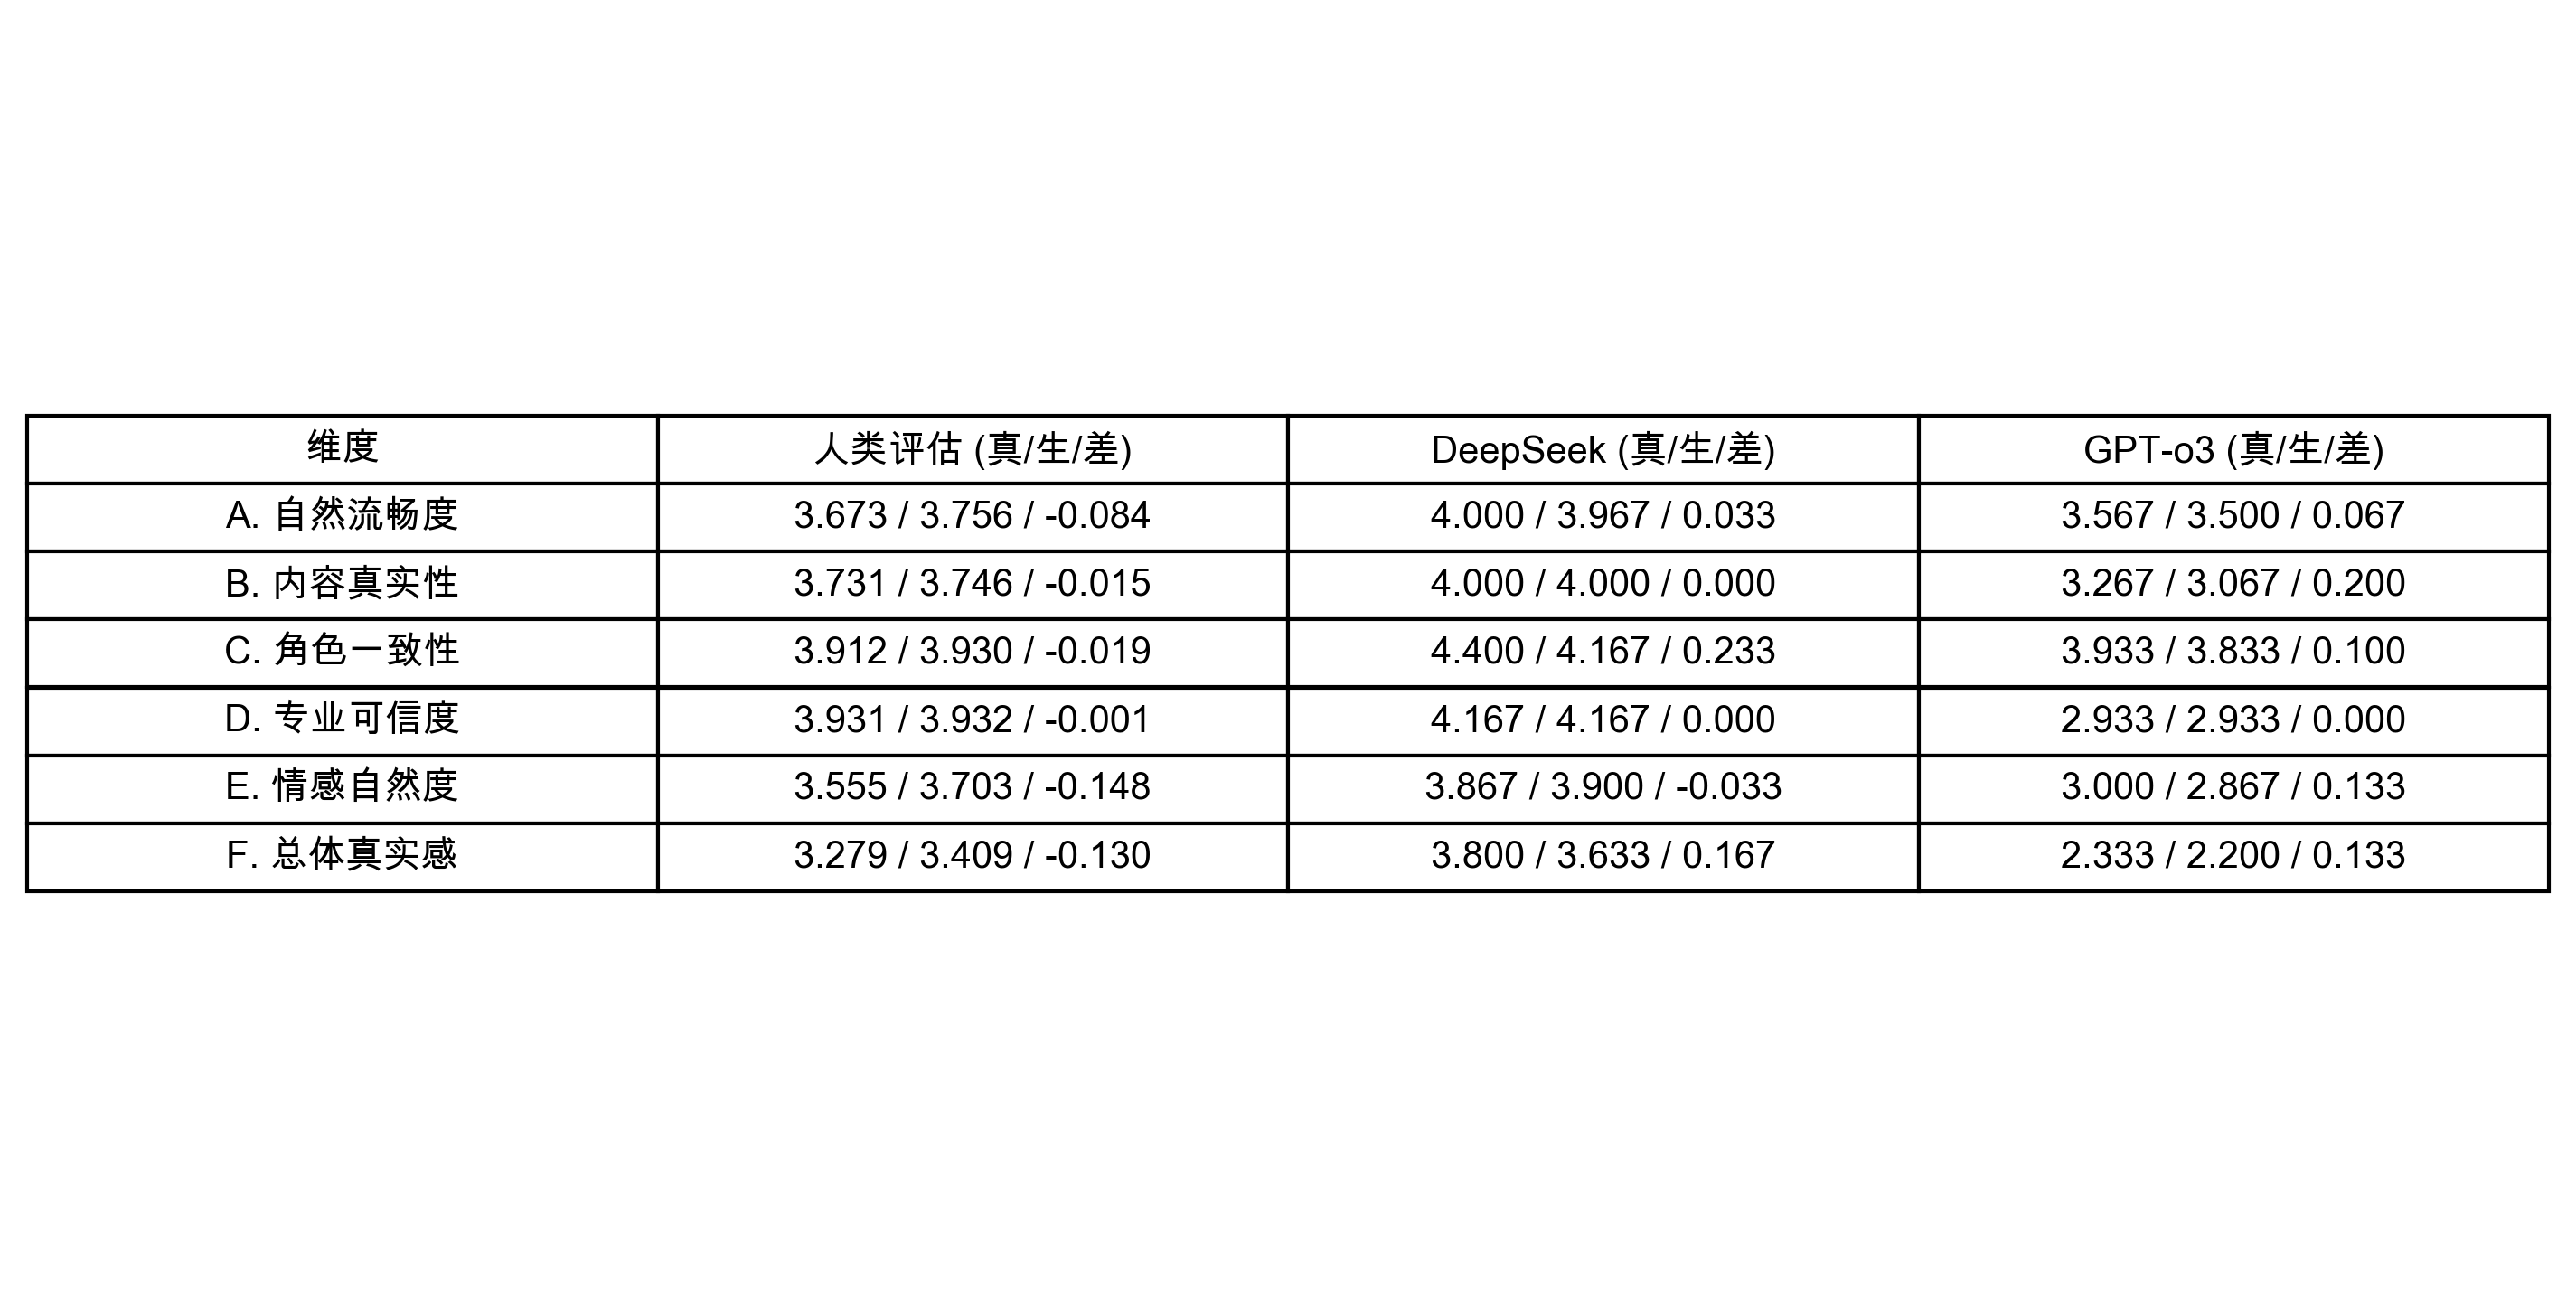 维度 人类评估 (真/生/差) DeepSeek (真/生/差) GPT-o3 (真/生/差)
A. 自然流畅度 3.673 / 3.756 / -0.084 4.000 / 3.967 / 0.033 3.567 / 3.500 / 0.067
B. 内容真实性 3.731 / 3.746 / -0.015 4.000 / 4.000 / 0.000 3.267 / 3.067 / 0.200
C. 角色一致性 3.912 / 3.930 / -0.019 4.400 / 4.167 / 0.233 3.933 / 3.833 / 0.100
D. 专业可信度 3.931 / 3.932 / -0.001 4.167 / 4.167 / 0.000 2.933 / 2.933 / 0.000
E. 情感自然度 3.555 / 3.703 / -0.148 3.867 / 3.900 / -0.033 3.000 / 2.867 / 0.133
F. 总体真实感 3.279 / 3.409 / -0.130 3.800 / 3.633 / 0.167 2.333 / 2.200 / 0.133